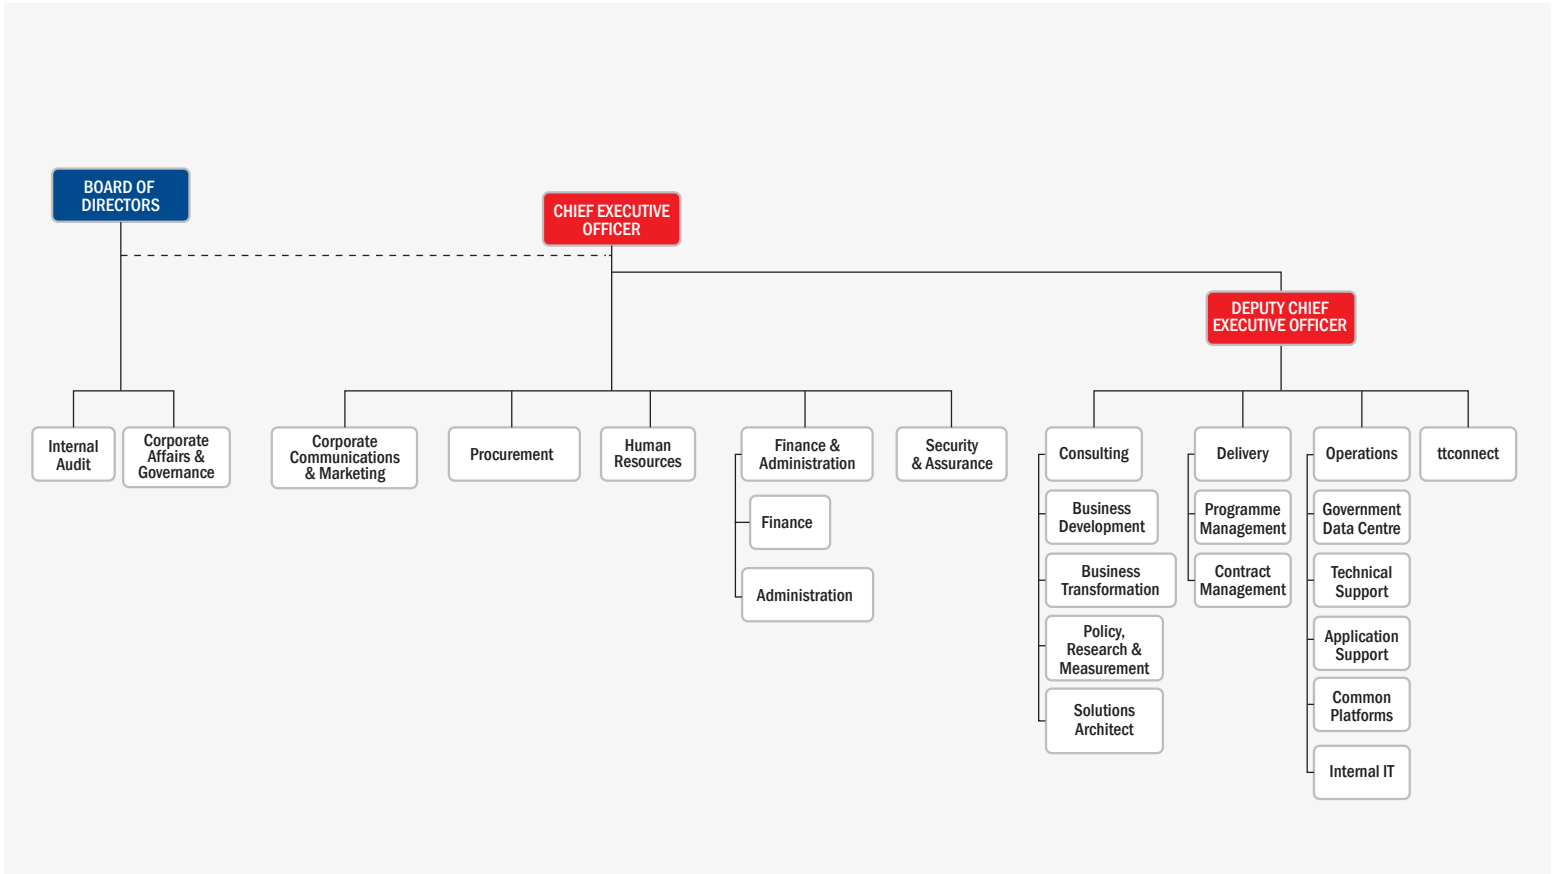 BOARD OF
DIRECTORS
CHIEF EXECUTIVE
OFFICER
DEPUTY CHIEF
EXECUTIVE OFFICER
Internal
Audit
Corporate
Affairs &
Governance
Corporate
Communications
& Marketing
Procurement
Human
Resources
Finance &
Administration
Finance
Administration
Security
& Assurance
Consulting
Business
Development
Business
Transformation
Policy,
Research &
Measurement
Solutions
Architect
Delivery
Programme
Management
Contract
Management
Operations
Government
Data Centre
Technical
Support
Application
Support
Common
Platforms
Internal IT
ttconnect